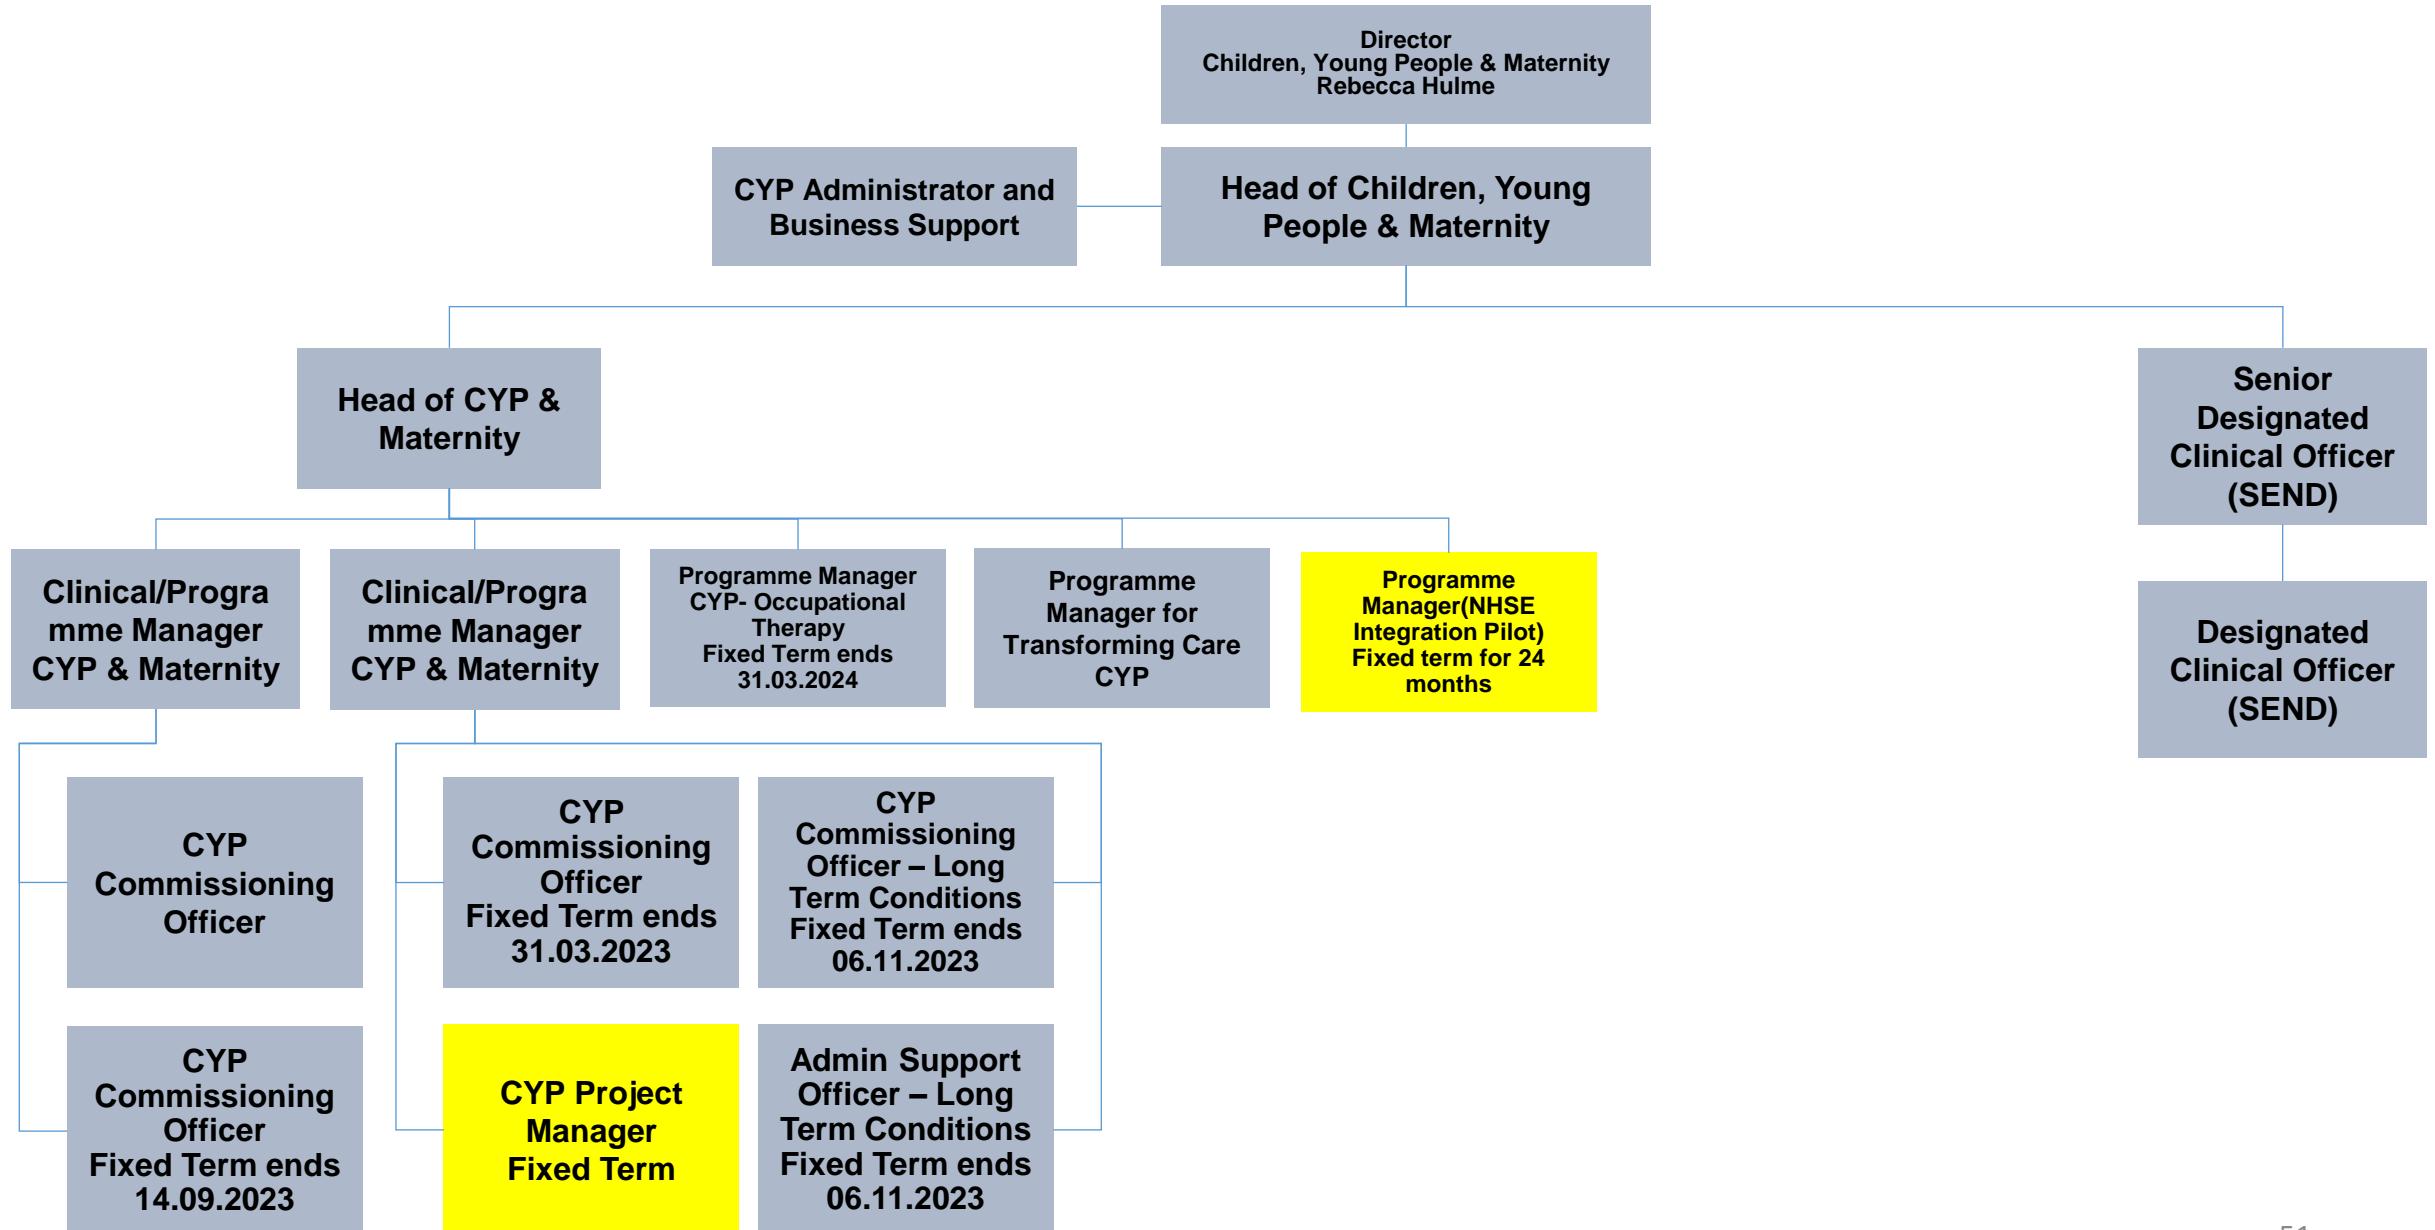 Director
Children, Young People & Maternity
Rebecca Hulme
CYP Administrator and
Business Support
Head of Children, Young
People & Maternity
Head of CYP &
Maternity
Senior
Designated
Clinical Officer
(SEND)
Clinical/Progra
mme Manager
CYP & Maternity
Clinical/Progra
mme Manager
CYP & Maternity
Programme Manager
CYP- Occupational
Therapy
Fixed Term ends
31.03.2024
Programme
Manager for
Transforming Care
CYP
Programme
Manager(NHSE
Integration Pilot)
Fixed term for 24
months
Designated
Clinical Officer
(SEND)
CYP
Commissioning
Officer
CYP
Commissioning
Officer
Fixed Term ends
31.03.2023
CYP
Commissioning
Officer – Long
Term Conditions
Fixed Term ends
06.11.2023
CYP
Commissioning
Officer
Fixed Term ends
14.09.2023
CYP Project
Manager
Fixed Term
Admin Support
Officer – Long
Term Conditions
Fixed Term ends
06.11.2023